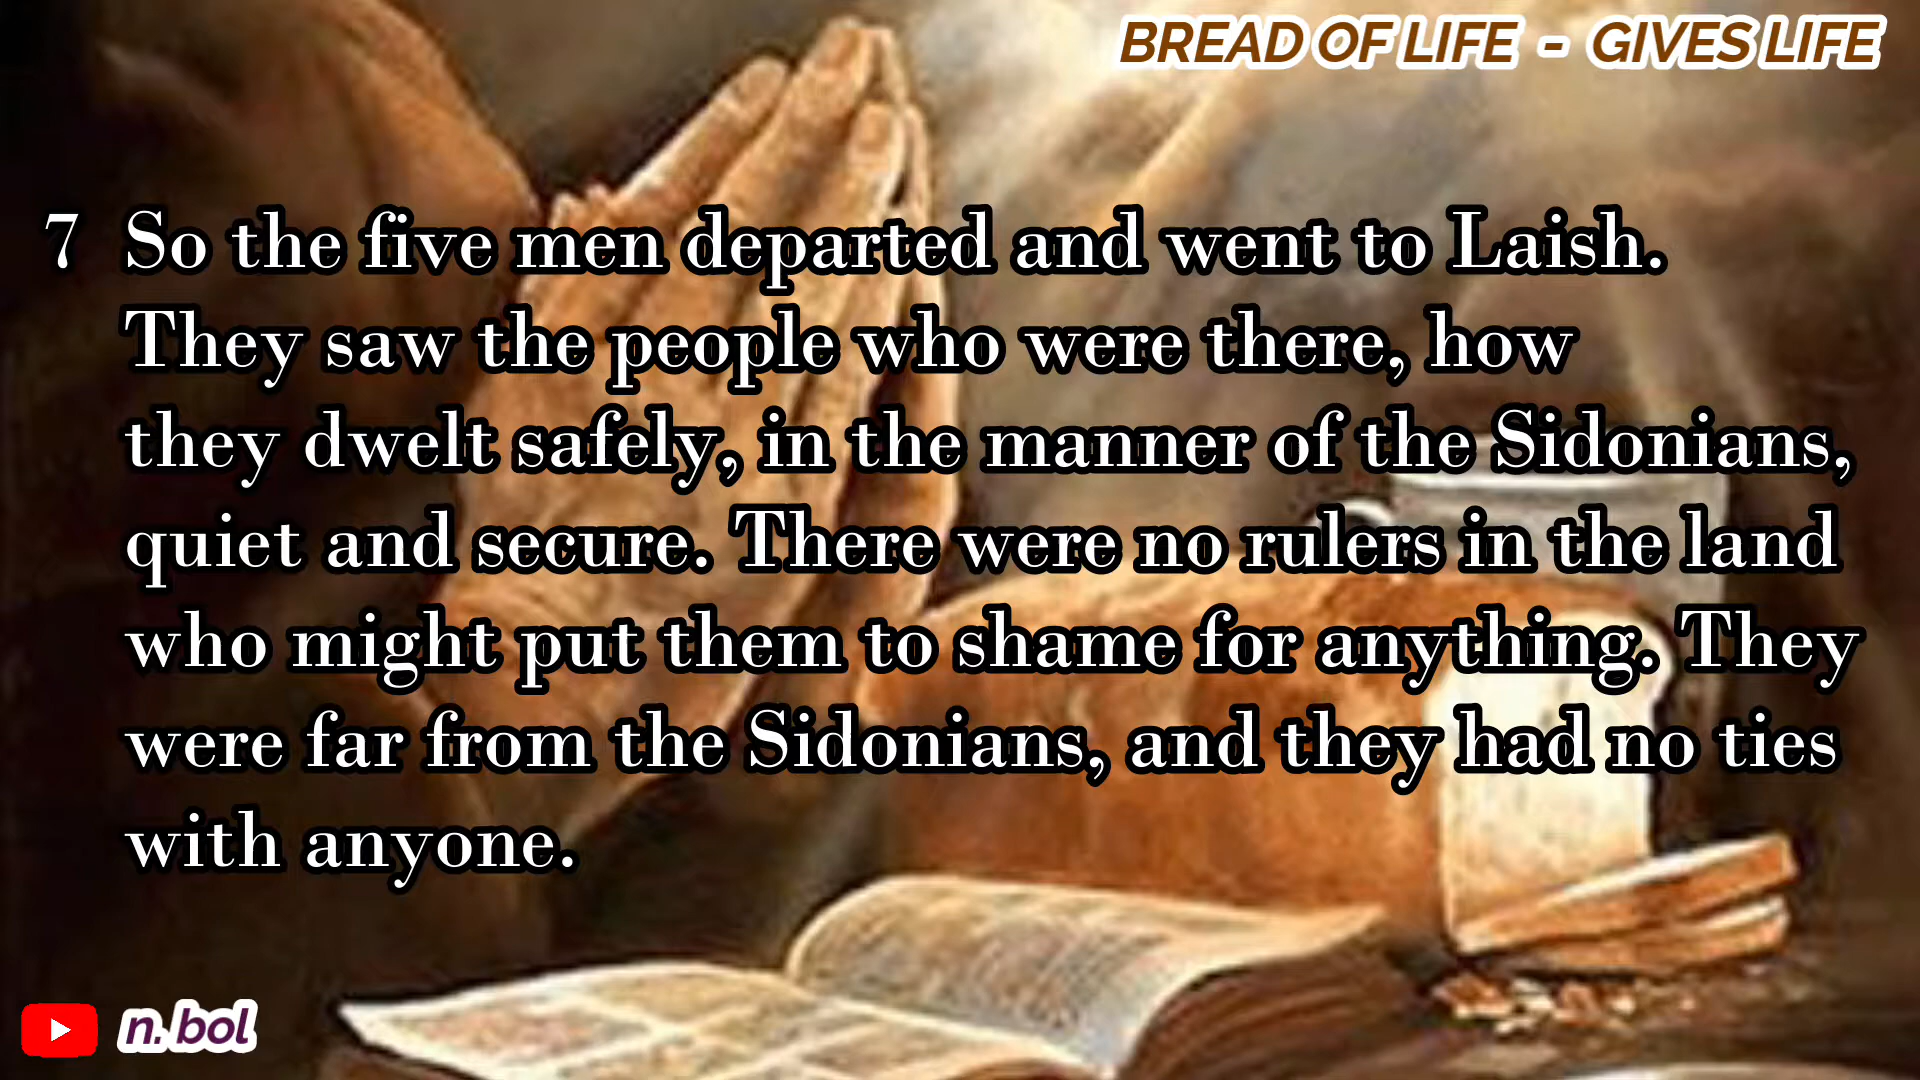 BREAD OF LIFE - GIVES LIFE
7 So the five men departed and went to Laish.
They saw the people who were there, how
they dwelt safely, in the manner of the Sidonians,
quiet and secure. There were no rulers in the land
who might put them to shame for anything. They
were far from the Sidonians, and they had no ties
with anyone.
n. bol